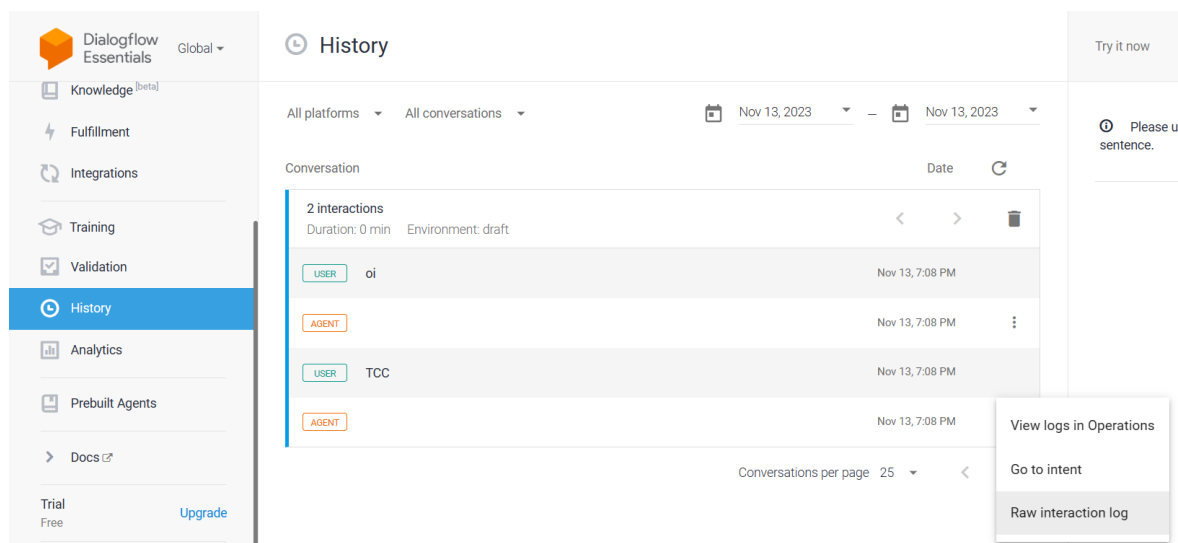 Dialogflow
Essentials
Global
Knowledge [beta]
Fulfillment
Integrations
Training
Validation
History
Analytics
Prebuilt Agents
Docs
Trial
Free
Upgrade
History
All platforms
All conversations
Nov 13, 2023 – Nov 13, 2023
Conversation
Date
2 interactions
Duration: 0 min Environment: draft
USER oi Nov 13, 7:08 PM
AGENT Nov 13, 7:08 PM
USER TCC Nov 13, 7:08 PM
AGENT Nov 13, 7:08 PM
Conversations per page 25
View logs in Operations
Go to intent
Raw interaction log
Try it now
Please u
sentence.